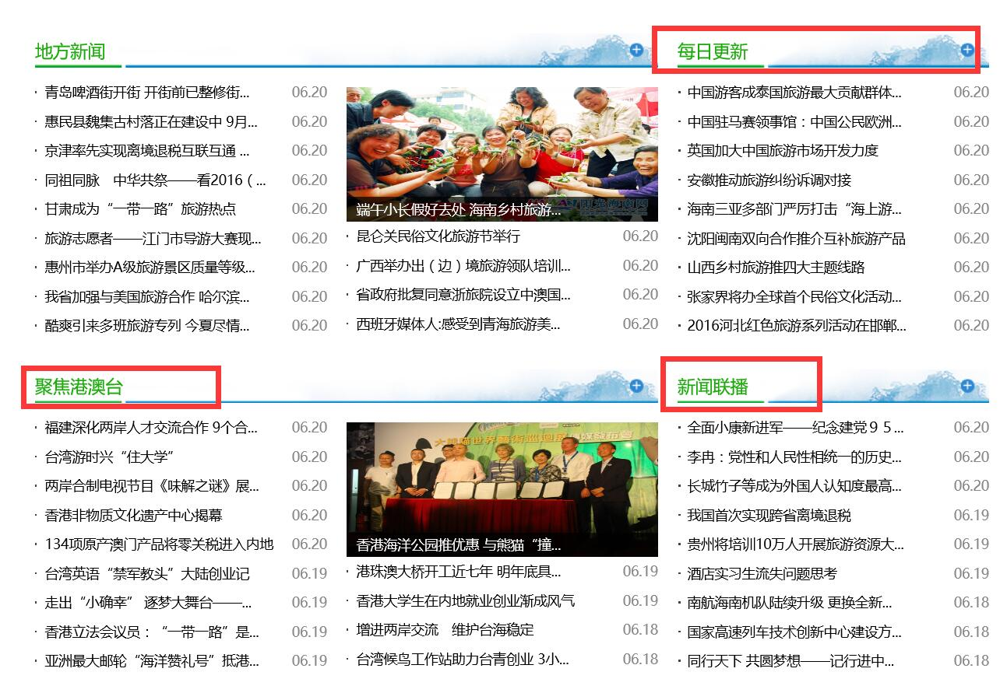 地方新闻
青岛啤酒街开街 开街前已整修街... 06.20
惠民县魏集古村落正在建设中 9月... 06.20
京津率先实现离境退税互联互通 ... 06.20
同祖同脉　中华共祭——看2016（... 06.20
甘肃成为“一带一路”旅游热点 06.20
旅游志愿者——江门市导游大赛现... 06.20
惠州市举办A级旅游景区质量等级... 06.20
我省加强与美国旅游合作 哈尔滨... 06.20
酷爽引来多班旅游专列 今夏尽情... 06.20
阳光海南网
端午小长假好去处 海南乡村旅游...
昆仑关民俗文化旅游节举行 06.20
广西举办出（边）境旅游领队培训... 06.20
省政府批复同意浙旅院设立中澳国... 06.20
西班牙媒体人:感受到青海旅游美... 06.20
每日更新
中国游客成泰国旅游最大贡献群体... 06.20
中国驻马赛领事馆：中国公民欧洲... 06.20
英国加大中国旅游市场开发力度 06.20
安徽推动旅游纠纷诉调对接 06.20
海南三亚多部门严厉打击“海上游... 06.20
沈阳闽南双向合作推介互补旅游产品 06.20
山西乡村旅游推四大主题线路 06.20
张家界将办全球首个民俗文化活动... 06.20
2016河北红色旅游系列活动在邯郸... 06.20
聚焦港澳台
福建深化两岸人才交流合作 9个合... 06.20
台湾游时兴“住大学” 06.20
两岸合制电视节目《味解之谜》展... 06.20
香港非物质文化遗产中心揭幕 06.20
134项原产澳门产品将零关税进入内地 06.20
台湾英语“禁军教头”大陆创业记 06.19
走出“小确幸” 逐梦大舞台——... 06.19
香港立法会议员：“一带一路”是... 06.19
亚洲最大邮轮“海洋赞礼号”抵港... 06.19
大熊猫世界藝術巡迴展傳媒發布會
香港海洋公园推优惠 与熊猫“撞...
港珠澳大桥开工近七年 明年底具... 06.19
香港大学生在内地就业创业渐成风气 06.19
增进两岸交流　维护台海稳定 06.18
台湾候鸟工作站助力台青创业 3小... 06.18
新闻联播
全面小康新进军——纪念建党９５... 06.20
李冉：党性和人民性相统一的历史... 06.20
长城竹子等成为外国人认知度最高... 06.20
我国首次实现跨省离境退税 06.19
贵州将培训10万人开展旅游资源大... 06.19
酒店实习生流失问题思考 06.19
南航海南机队陆续升级 更换全新... 06.18
国家高速列车技术创新中心建设方... 06.18
同行天下 共圆梦想——记行进中... 06.18